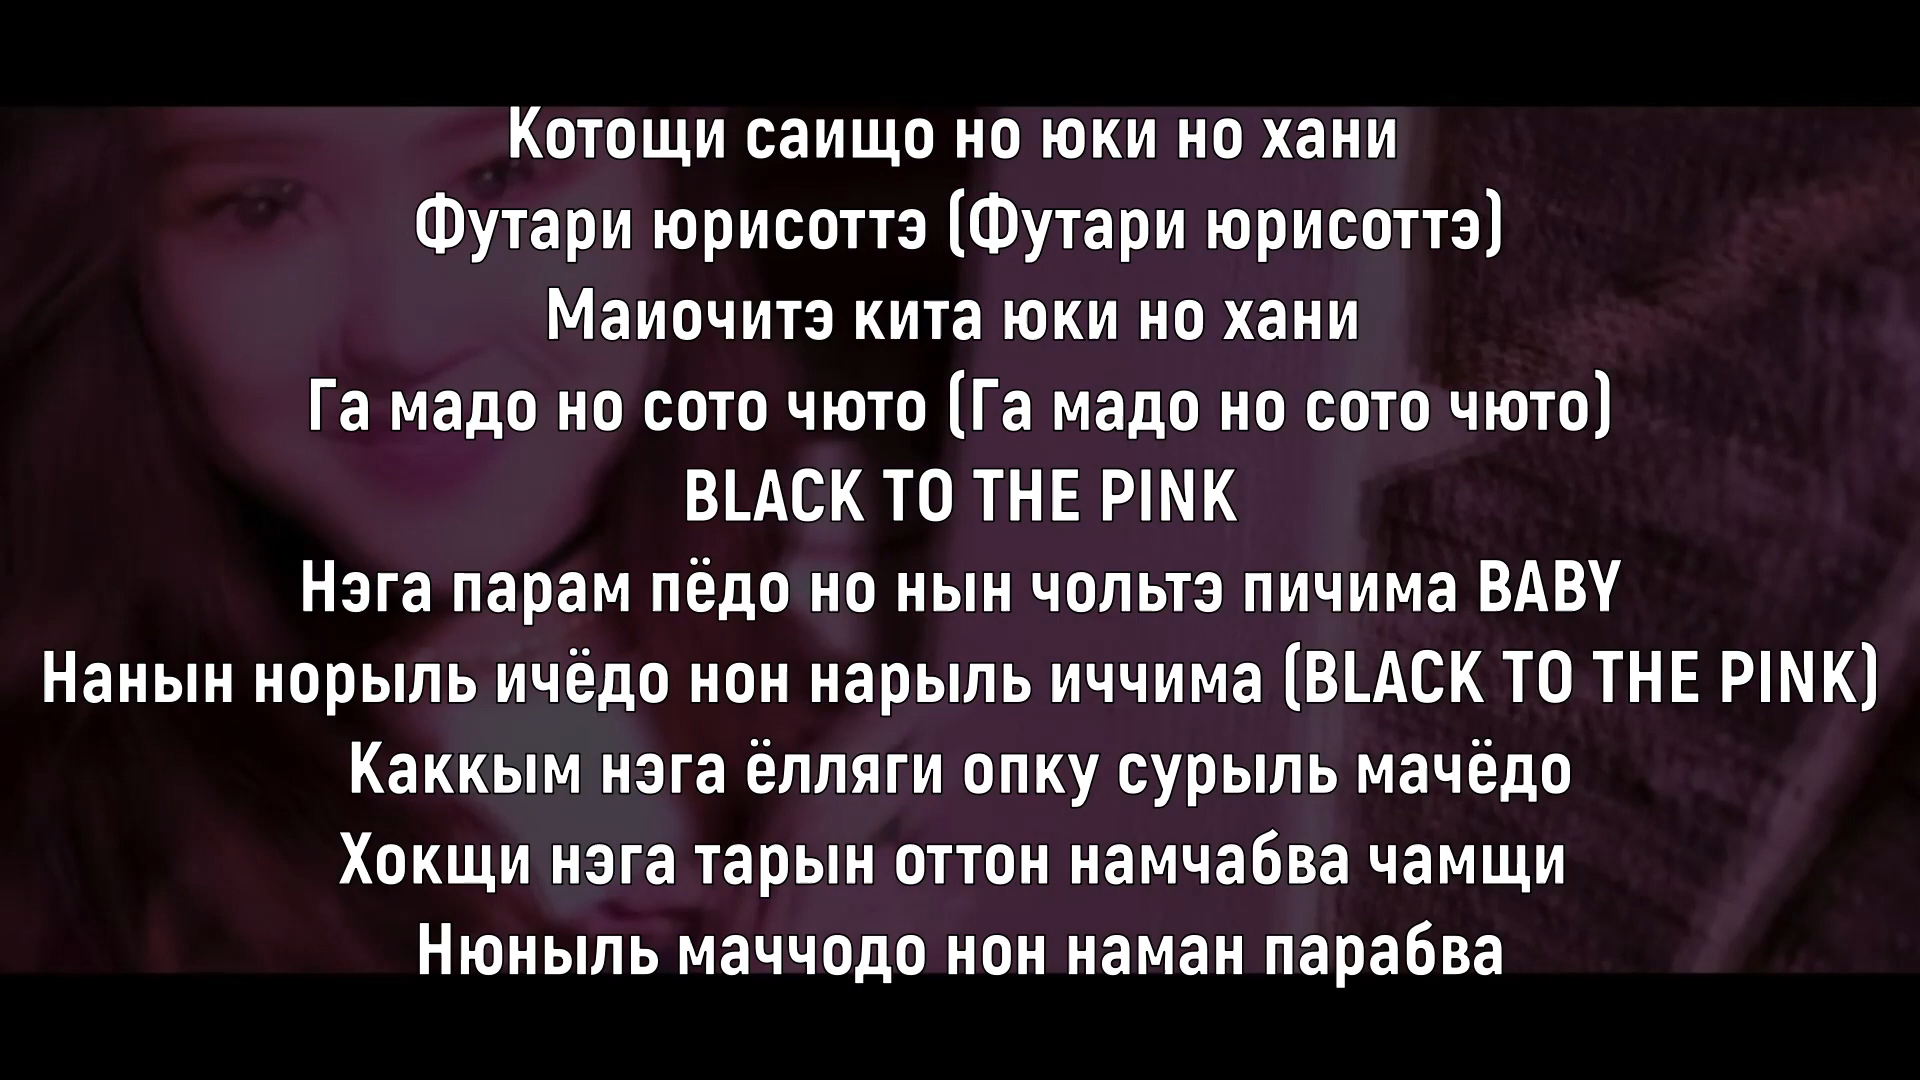 Котощи саищо но юки но хани
Футари юрисоттэ (Футари юрисоттэ)
Маиочитэ кита юки но хани
Га мадо но сото чюто (Га мадо но сото чюто)
BLACK TO THE PINK
Нэга парам пёдо но нын чольтэ пичима BABY
Нанын норыль ичёдо нон нарыль иччима (BLACK TO THE PINK)
Каккым нэга ёлляги опку сурыль мачёдо
Хокщи нэга тарын оттон намчабва чамщи
Нюныль маччодо нон наман парабва